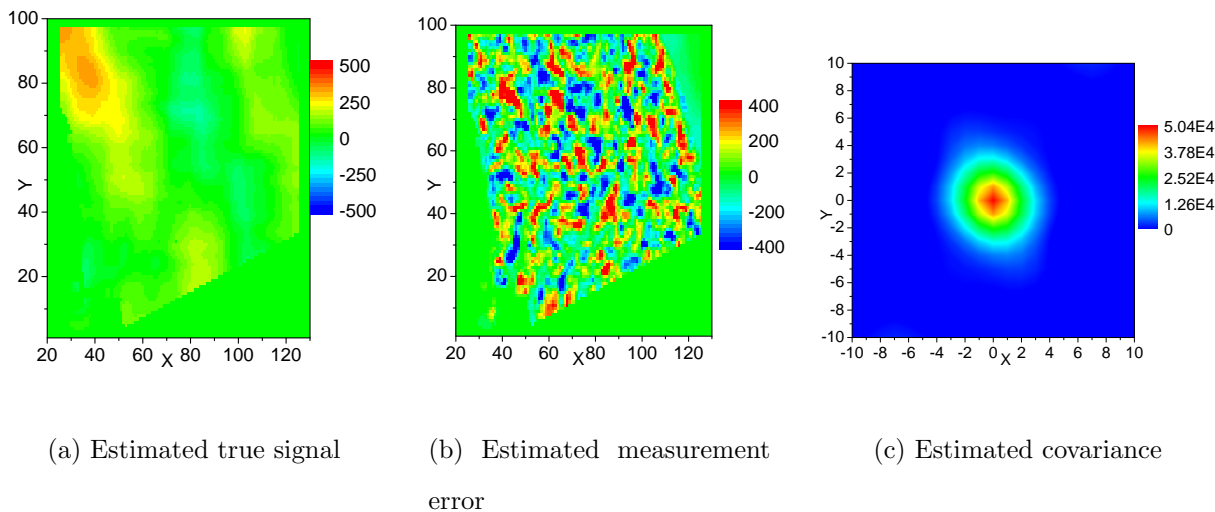 100
80
60
40
20
Y
20 40 60 80 100 120
X
500
250
0
-250
-500
100
80
60
40
20
Y
20 40 60 80 100 120
X
400
200
0
-200
-400
10
8
6
4
2
0
-2
-4
-6
-8
-10
Y
-10 -8 -6 -4 -2 0 2 4 6 8 10
X
5.04E4
3.78E4
2.52E4
1.26E4
0
(a) Estimated true signal
(b) Estimated measurement
error
(c) Estimated covariance